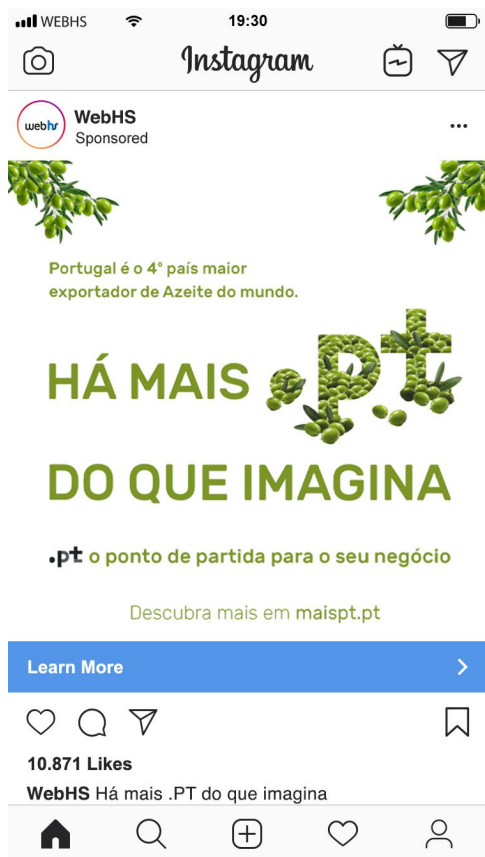 WEBHS
19:30
Instagram
webhs
WebHS
Sponsored
Portugal é o 4º país maior
exportador de Azeite do mundo.
HÁ MAIS .pt
DO QUE IMAGINA
.pt o ponto de partida para o seu negócio
Descubra mais em maispt.pt
Learn More
10.871 Likes
WebHS Há mais .PT do que imagina